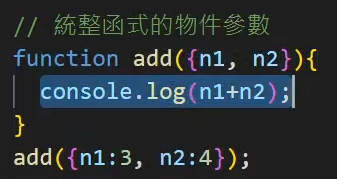 // 統整函式的物件參數
function add({n1, n2}){
console.log(n1+n2);
}
add({n1:3, n2:4});